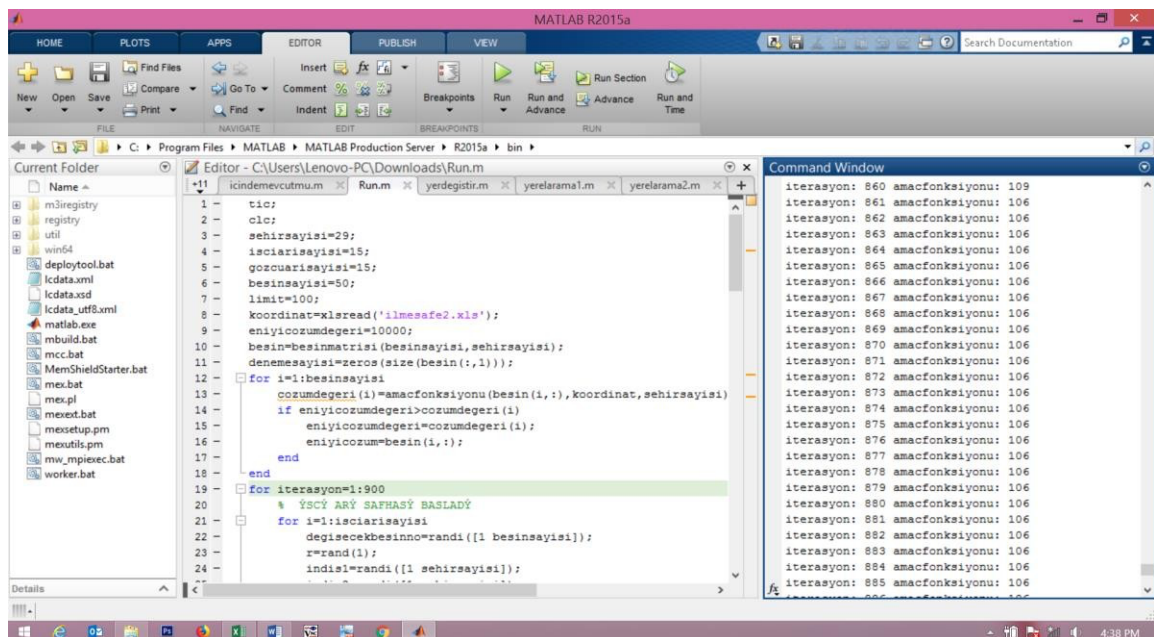 MATLAB R2015a
HOME PLOTS APPS EDITOR PUBLISH VIEW
Search Documentation
New Open Save
Find Files
Compare
Print
Go To
Find
Insert fx
Comment
Indent
Breakpoints
Run
Run and Advance
Run Section
Advance
Run and Time
FILE NAVIGATE EDIT BREAKPOINTS RUN
C: Program Files MATLAB MATLAB Production Server R2015a bin
Current Folder
Name
m3iregistry
registry
util
win64
deploytool.bat
lcdata.xml
lcdata.xsd
lcdata_utf8.xml
matlab.exe
mbuild.bat
mcc.bat
MemShieldStarter.bat
mex.bat
mex.pl
mexext.bat
mexsetup.pm
mexutils.pm
mw_mpiexec.bat
worker.bat
Details
Editor - C:\Users\Lenovo-PC\Downloads\Run.m
+11 icindemevcutmu.m Run.m yerdegistir.m yerelarama1.m yerelarama2.m
1 - tic;
2 - clc;
3 - sehirsayisi=29;
4 - isciarisayisi=15;
5 - gozcuarisayisi=15;
6 - besinsayisi=50;
7 - limit=100;
8 - koordinat=xlsread('ilmesafe2.xls');
9 - eniyicozumdegeri=10000;
10 - besin=besinmatrisi(besinsayisi,sehirsayisi);
11 - denemesayisi=zeros(size(besin(:,1)));
12 - for i=1:besinsayisi
13 - cozumdegeri(i)=amacfonksiyonu(besin(i,:),koordinat,sehirsayisi)
14 - if eniyicozumdegeri>cozumdegeri(i)
15 - eniyicozumdegeri=cozumdegeri(i);
16 - eniyicozum=besin(i,:);
17 - end
18 - end
19 - for iterasyon=1:900
20 % ÝSCÝ ARÝ SAFHASÝ BASLADÝ
21 - for i=1:isciarisayisi
22 - degisecekbesinno=randi([1 besinsayisi]);
23 - r=rand(1);
24 - indis1=randi([1 sehirsayisi]);
Command Window
iterasyon: 860 amacfonksiyonu: 109
iterasyon: 861 amacfonksiyonu: 106
iterasyon: 862 amacfonksiyonu: 106
iterasyon: 863 amacfonksiyonu: 106
iterasyon: 864 amacfonksiyonu: 106
iterasyon: 865 amacfonksiyonu: 106
iterasyon: 866 amacfonksiyonu: 106
iterasyon: 867 amacfonksiyonu: 106
iterasyon: 868 amacfonksiyonu: 106
iterasyon: 869 amacfonksiyonu: 106
iterasyon: 870 amacfonksiyonu: 106
iterasyon: 871 amacfonksiyonu: 106
iterasyon: 872 amacfonksiyonu: 106
iterasyon: 873 amacfonksiyonu: 106
iterasyon: 874 amacfonksiyonu: 106
iterasyon: 875 amacfonksiyonu: 106
iterasyon: 876 amacfonksiyonu: 106
iterasyon: 877 amacfonksiyonu: 106
iterasyon: 878 amacfonksiyonu: 106
iterasyon: 879 amacfonksiyonu: 106
iterasyon: 880 amacfonksiyonu: 106
iterasyon: 881 amacfonksiyonu: 106
iterasyon: 882 amacfonksiyonu: 106
iterasyon: 883 amacfonksiyonu: 106
iterasyon: 884 amacfonksiyonu: 106
iterasyon: 885 amacfonksiyonu: 106
fx
4:38 PM